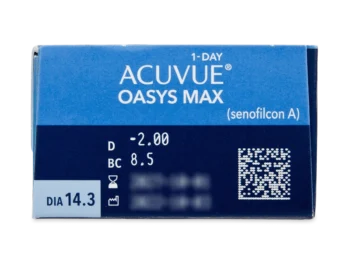 1-DAY
ACUVUE®
OASYS MAX
(senofilcon A)
D -2.00
BC 8.5
DIA 14.3